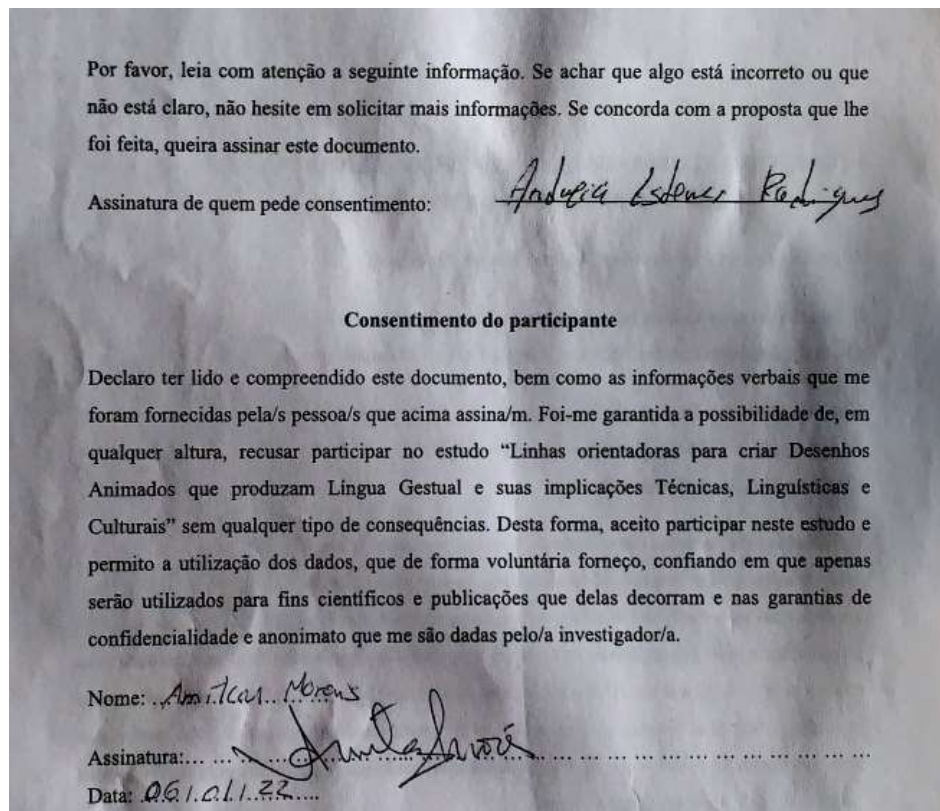 Por favor, leia com atenção a seguinte informação. Se achar que algo está incorreto ou que
não está claro, não hesite em solicitar mais informações. Se concorda com a proposta que lhe
foi feita, queira assinar este documento.
Assinatura de quem pede consentimento: Rodrigues
Consentimento do participante
Declaro ter lido e compreendido este documento, bem como as informações verbais que me
foram fornecidas pela/s pessoa/s que acima assina/m. Foi-me garantida a possibilidade de, em
qualquer altura, recusar participar no estudo “Linhas orientadoras para criar Desenhos
Animados que produzam Língua Gestual e suas implicações Técnicas, Linguísticas e
Culturais” sem qualquer tipo de consequências. Desta forma, aceito participar neste estudo e
permito a utilização dos dados, que de forma voluntária forneço, confiando em que apenas
serão utilizados para fins científicos e publicações que delas decorram e nas garantias de
confidencialidade e anonimato que me são dadas pelo/a investigador/a.
Nome: Amilcar
Assinatura:
Data: 06/01/22